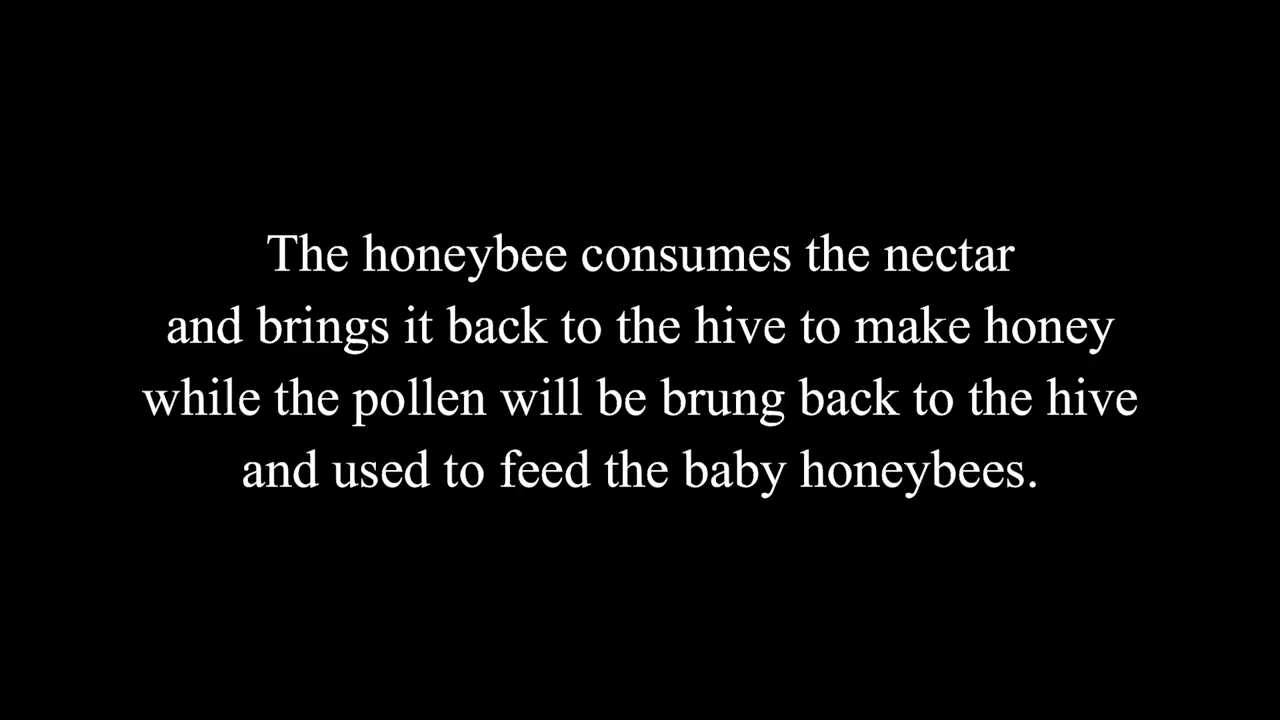 The honeybee consumes the nectar
and brings it back to the hive to make honey
while the pollen will be brung back to the hive
and used to feed the baby honeybees.